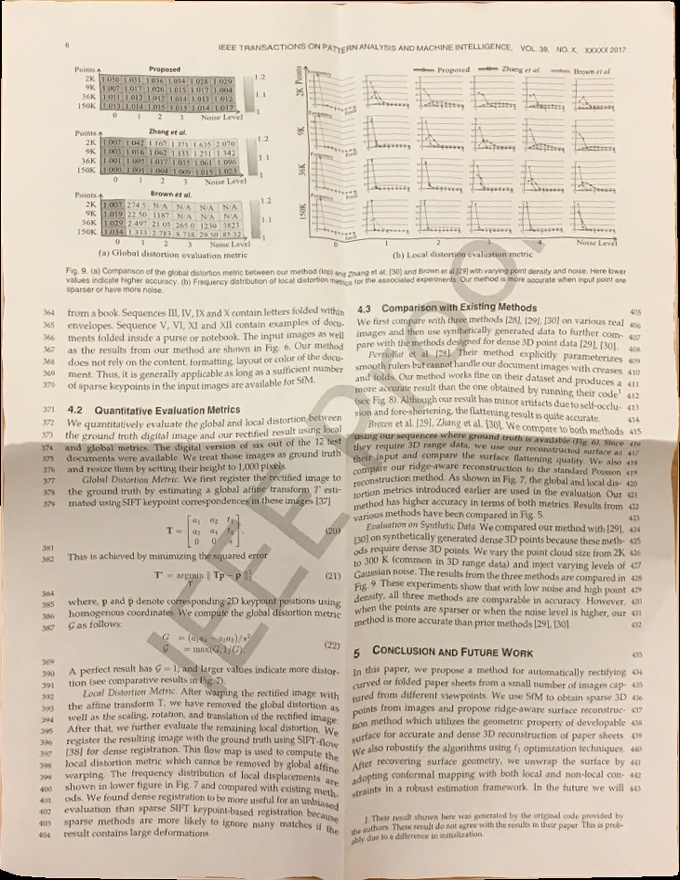 6
IEEE TRANSACTIONS ON PATTERN ANALYSIS AND MACHINE INTELLIGENCE, VOL. 39, NO. X, XXXXX 2017
Points Proposed
2K 1.030 1.031 1.036 1.034 1.028 1.029
9K 1.007 1.017 1.020 1.015 1.017 1.004
36K 1.011 1.012 1.012 1.014 1.013 1.012
150K 1.013 1.014 1.015 1.015 1.014 1.017
0 1 2 3 Noise Level
1.2
1.1
1
Points Zhang et al.
2K 1.007 1.042 1.167 1.371 1.635 2.070
9K 1.003 1.016 1.062 1.133 1.231 1.342
36K 1.001 1.005 1.017 1.035 1.061 1.096
150K 1.000 1.001 1.004 1.009 1.015 1.023
0 1 2 3 Noise Level
1.2
1.1
1
Points Brown et al.
2K 1.007 274.5 N/A N/A N/A N/A
9K 1.019 22.50 1187 N/A N/A N/A
36K 1.029 2.497 21.05 265.0 1230 3823
150K 1.034 1.333 2.783 8.738 29.50 85.32
0 1 2 3 Noise Level
1.2
1.1
1
(a) Global distortion evaluation metric
Proposed Zhang et al. Brown et al.
2K Points
9K
36K
150K
0 1 2 3 4 Noise Level
(b) Local distortion evaluation metric
Fig. 9. (a) Comparison of the global distortion metric between our method (top) and Zhang et al. [30] and Brown et al.[29] with varying point density and noise. Here lower
values indicate higher accuracy. (b) Frequency distribution of local distortion metrics for the associated experiments. Our method is more accurate when input point are
sparser or have more noise.
364 from a book. Sequences III, IV, IX and X contain letters folded within
365 envelopes. Sequence V, VI, XI and XII contain examples of docu-
366 ments folded inside a purse or notebook. The input images as well
367 as the results from our method are shown in Fig. 6. Our method
368 does not rely on the content, formatting, layout or color of the docu-
369 ment. Thus, it is generally applicable as long as a sufficient number
370 of sparse keypoints in the input images are available for SfM.
371 4.2 Quantitative Evaluation Metrics
372 We quantitatively evaluate the global and local distortion between
373 the ground truth digital image and our rectified result using local
374 and global metrics. The digital version of six out of the 12 test
375 documents were available. We treat those images as ground truth
376 and resize them by setting their height to 1,000 pixels.
377 Global Distortion Metric. We first register the rectified image to
378 the ground truth by estimating a global affine transform T esti-
379 mated using SIFT keypoint correspondences in these images [37]
T = [a1 a2 t1; a3 a4 t2; 0 0 s], (20)
381
382 This is achieved by minimizing the squared error
T* = argmin ‖ Tp − p̂ ‖ (21)
384
385 where, p and p̂ denote corresponding 2D keypoint positions using
386 homogenous coordinates. We compute the global distortion metric
387 𝒢 as follows:
G = (a1a4 − a2a3)/s²
𝒢 = max(G, 1/G). (22)
389
390 A perfect result has 𝒢 = 1, and larger values indicate more distor-
391 tion (see comparative results in Fig. 7).
392 Local Distortion Metric. After warping the rectified image with
393 the affine transform T, we have removed the global distortion as
394 well as the scaling, rotation, and translation of the rectified image.
395 After that, we further evaluate the remaining local distortion. We
396 register the resulting image with the ground truth using SIFT-flow
397 [38] for dense registration. This flow map is used to compute the
398 local distortion metric which cannot be removed by global affine
399 warping. The frequency distribution of local displacements are
400 shown in lower figure in Fig. 7 and compared with existing meth-
401 ods. We found dense registration to be more useful for an unbiased
402 evaluation than sparse SIFT keypoint-based registration because
403 sparse methods are more likely to ignore many matches if the
404 result contains large deformations.
4.3 Comparison with Existing Methods 405
We first compare with three methods [28], [29], [30] on various real 406
images and then use synthetically generated data to further com- 407
pare with the methods designed for dense 3D point data [29], [30]. 408
Perriollat et al. [28]. Their method explicitly parameterizes 409
smooth rulers but cannot handle our document images with creases 410
and folds. Our method works fine on their dataset and produces a 411
more accurate result than the one obtained by running their code¹ 412
(see Fig. 8). Although our result has minor artifacts due to self-occlu- 413
sion and fore-shortening, the flattening result is quite accurate. 414
Brown et al. [29], Zhang et al. [30]. We compare to both methods 415
using our sequences where ground truth is available (Fig. 6). Since 416
they require 3D range data, we use our reconstructed surface as 417
their input and compare the surface flattening quality. We also 418
compare our ridge-aware reconstruction to the standard Poisson 419
reconstruction method. As shown in Fig. 7, the global and local dis- 420
tortion metrics introduced earlier are used in the evaluation. Our 421
method has higher accuracy in terms of both metrics. Results from 422
various methods have been compared in Fig. 5. 423
Evaluation on Synthetic Data. We compared our method with [29], 424
[30] on synthetically generated dense 3D points because these meth- 425
ods require dense 3D points. We vary the point cloud size from 2K 426
to 300 K (common in 3D range data) and inject varying levels of 427
Gaussian noise. The results from the three methods are compared in 428
Fig. 9. These experiments show that with low noise and high point 429
density, all three methods are comparable in accuracy. However, 430
when the points are sparser or when the noise level is higher, our 431
method is more accurate than prior methods [29], [30]. 432
5 CONCLUSION AND FUTURE WORK 433
In this paper, we propose a method for automatically rectifying 434
curved or folded paper sheets from a small number of images cap- 435
tured from different viewpoints. We use SfM to obtain sparse 3D 436
points from images and propose ridge-aware surface reconstruc- 437
tion method which utilizes the geometric property of developable 438
surface for accurate and dense 3D reconstruction of paper sheets. 439
We also robustify the algorithms using ℓ1 optimization techniques. 440
After recovering surface geometry, we unwrap the surface by 441
adopting conformal mapping with both local and non-local con- 442
straints in a robust estimation framework. In the future we will 443
1. Their result shown here was generated by the original code provided by
the authors. These result do not agree with the results in their paper. This is prob-
ably due to a difference in initialization.
IEEE PROOF